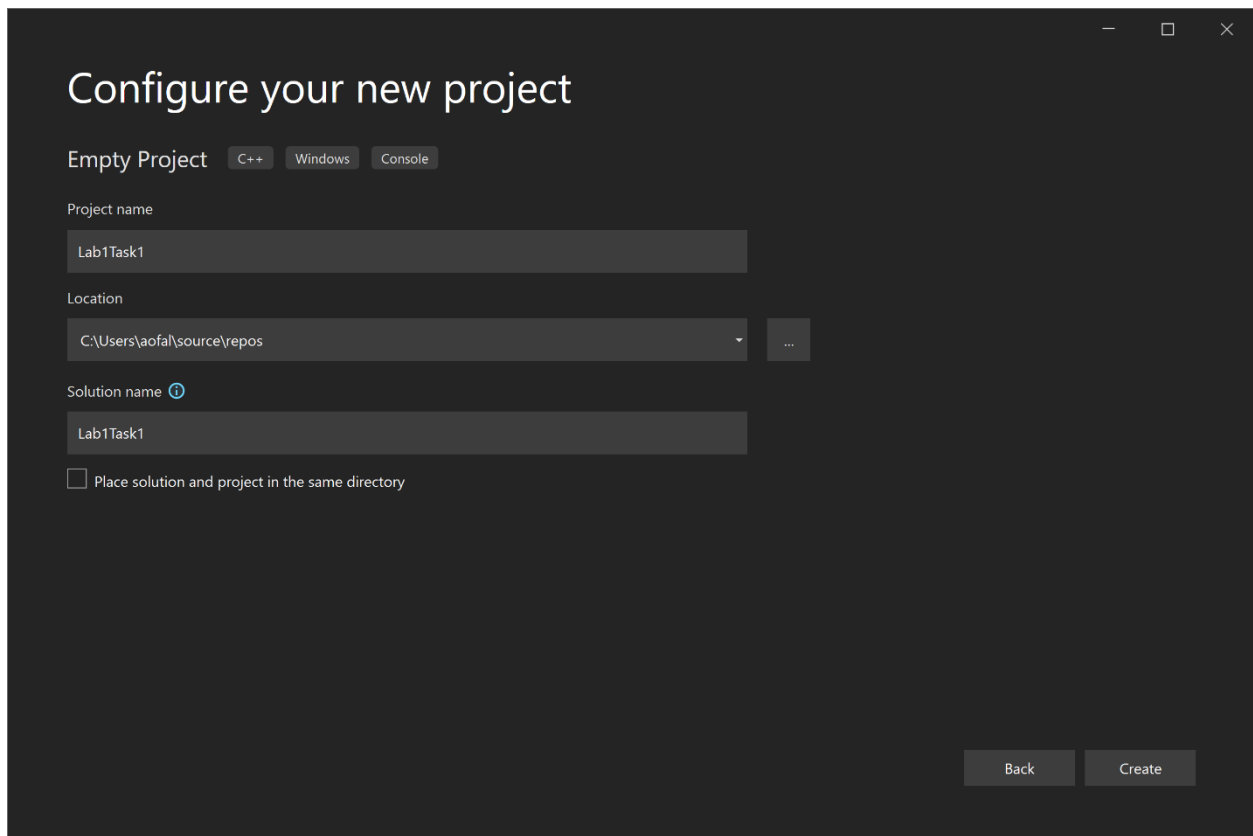 Configure your new project
Empty Project C++ Windows Console
Project name
Lab1Task1
Location
C:\Users\aofal\source\repos
...
Solution name
Lab1Task1
Place solution and project in the same directory
Back Create